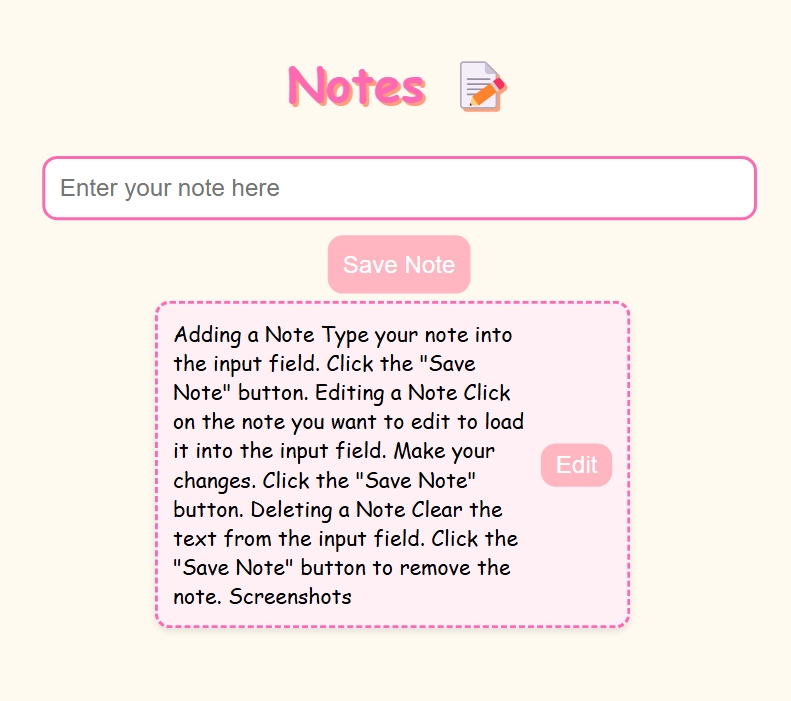 Notes
Enter your note here
Save Note
Adding a Note Type your note into
the input field. Click the "Save
Note" button. Editing a Note Click
on the note you want to edit to load
it into the input field. Make your
changes. Click the "Save Note"
button. Deleting a Note Clear the
text from the input field. Click the
"Save Note" button to remove the
note. Screenshots
Edit